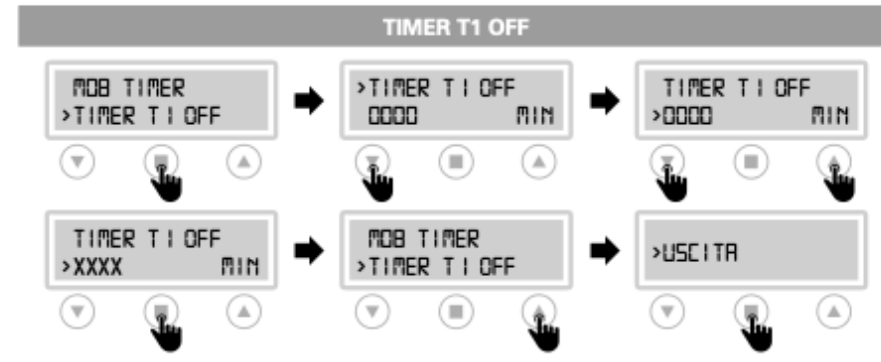 TIMER T1 OFF
MOB TIMER
>TIMER T1 OFF
>TIMER T1 OFF
0000 MIN
TIMER T1 OFF
>0000 MIN
TIMER T1 OFF
>XXXX MIN
MOB TIMER
>TIMER T1 OFF
>USCITA